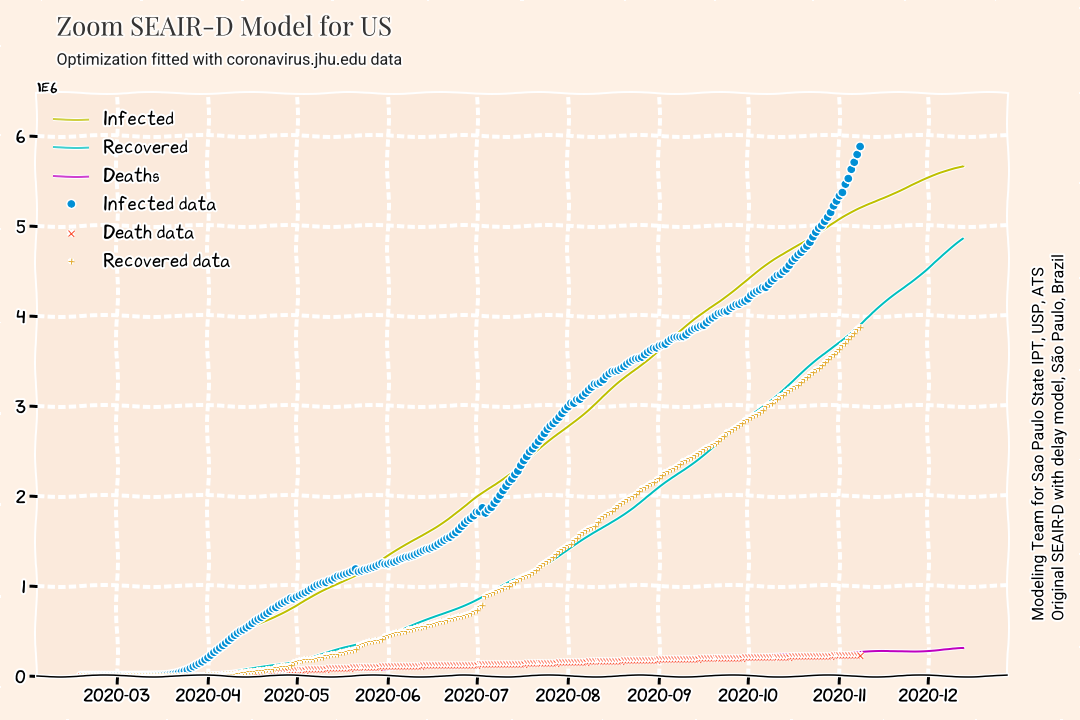 Zoom SEAIR-D Model for US
Optimization fitted with coronavirus.jhu.edu data
1E6
Infected
Recovered
Deaths
Infected data
Death data
Recovered data
6
5
4
3
2
1
0
2020-03
2020-04
2020-05
2020-06
2020-07
2020-08
2020-09
2020-10
2020-11
2020-12
Modeling Team for Sao Paulo State IPT, USP, ATS
Original SEAIR-D with delay model, São Paulo, Brazil